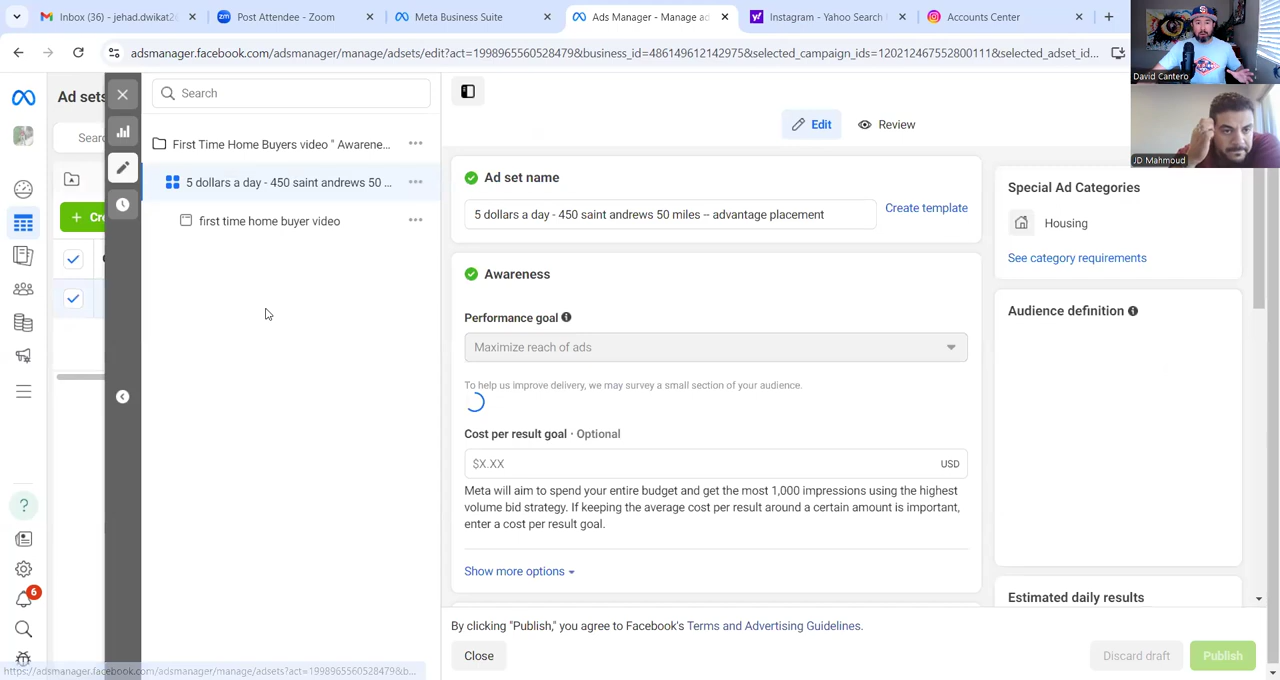 Inbox (36) - jehad.dwikat2
Post Attendee - Zoom
Meta Business
Ads Manager - Manage ad
Instagram - Yahoo Search
Accounts Center
adsmanager.facebook.com/adsmanager/manage/adsets/edit?act=
Ad sets
Search
Edit
Review
David Cantero
JD Mahmoud
First Time Home Buyers video " Awarene...
5 dollars a day - 450 saint andrews 50 ...
first time home buyer video
Ad set name
5 dollars a day - 450 saint andrews 50 miles - advantage placement
Create template
Awareness
Performance goal
Maximize reach of ads
To help us improve delivery, we may survey a small section of your audience.
Cost per result goal · Optional
$X.XX
USD
Meta will aim to spend your entire budget and get the most 1,000 impressions using the highest
volume bid strategy. If keeping the average cost per result around a certain amount is important,
enter a cost per result goal.
Show more options
Special Ad Categories
Housing
See category requirements
Audience definition
Estimated daily results
By clicking "Publish," you agree to Facebook's Terms and Advertising Guidelines.
Discard draft
Publish
6
https://adsmanager.facebook.com/adsmanager/manage/adsets?act=1998965560528479&b...